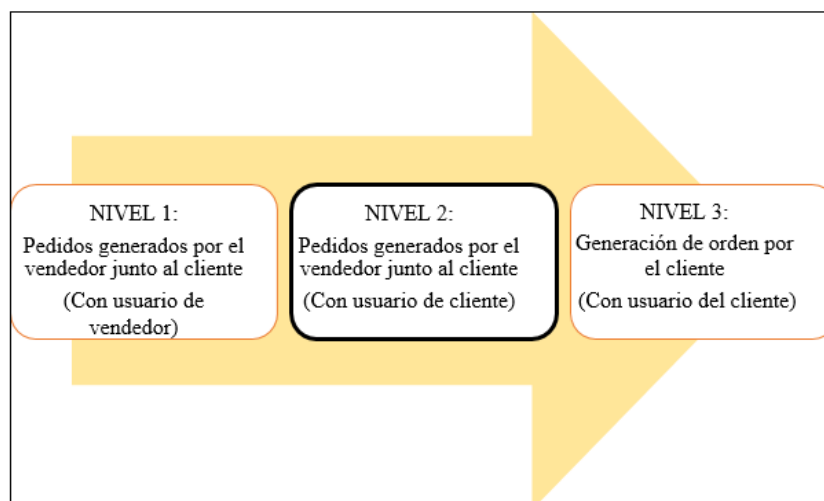 NIVEL 1:
Pedidos generados por el
vendedor junto al cliente
(Con usuario de
vendedor)
NIVEL 2:
Pedidos generados por el
vendedor junto al cliente
(Con usuario de cliente)
NIVEL 3:
Generación de orden por
el cliente
(Con usuario del cliente)